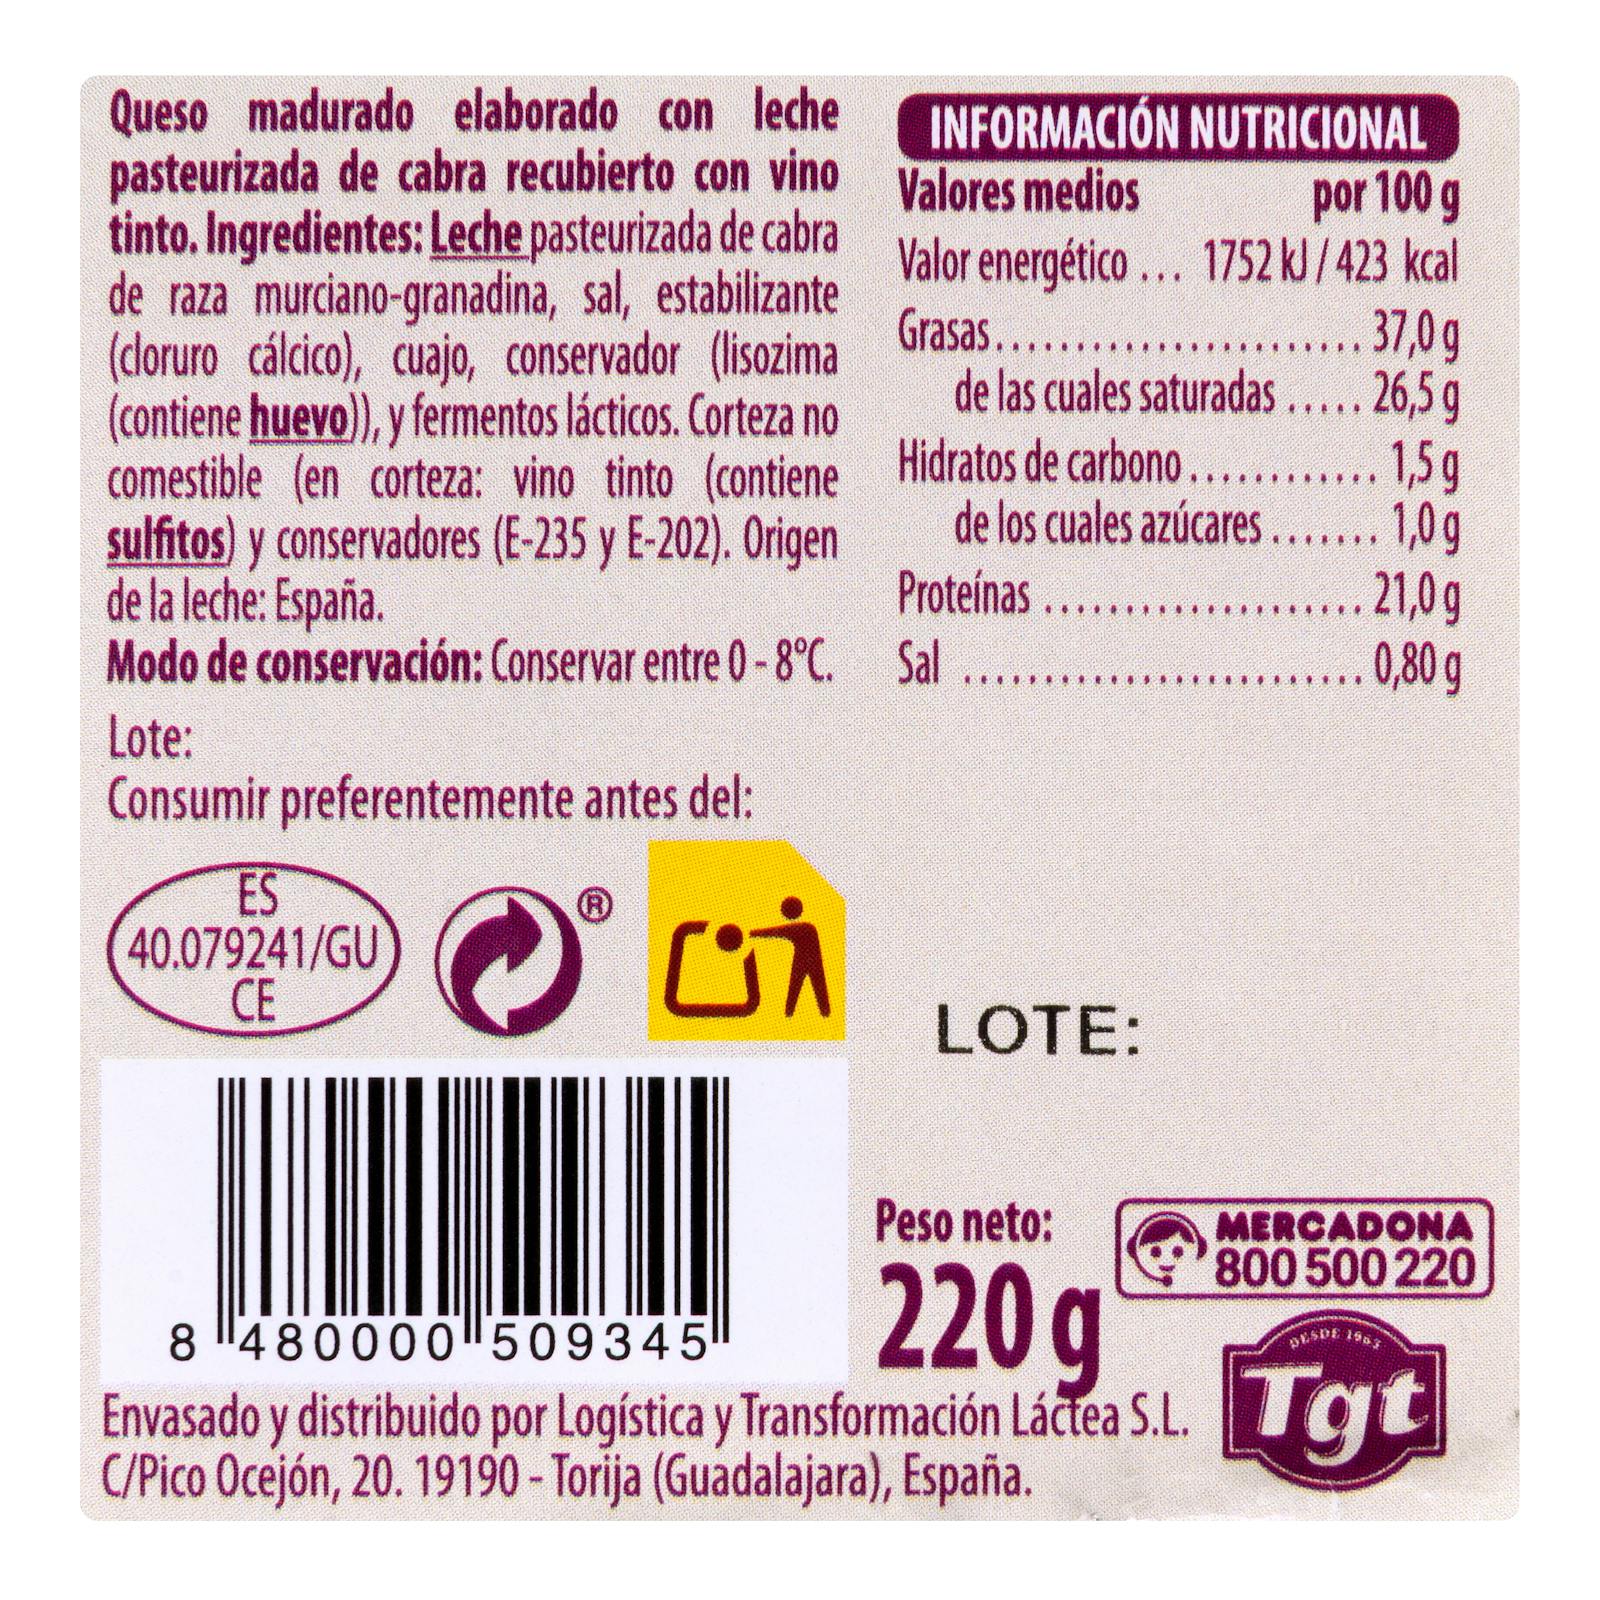 Queso madurado elaborado con leche
pasteurizada de cabra recubierto con vino
tinto. Ingredientes: Leche pasteurizada de cabra
de raza murciano-granadina, sal, estabilizante
(cloruro cálcico), cuajo, conservador (lisozima
(contiene huevo)), y fermentos lácticos. Corteza no
comestible (en corteza: vino tinto (contiene
sulfitos) y conservadores (E-235 y E-202). Origen
de la leche: España.
Modo de conservación: Conservar entre 0 - 8°C.
Lote:
Consumir preferentemente antes del:
ES
40.079241/GU
CE
®
8 480000 509345
Envasado y distribuido por Logística y Transformación Láctea S.L.
C/Pico Ocejón, 20. 19190 - Torija (Guadalajara), España.
INFORMACIÓN NUTRICIONAL
Valores medios por 100 g
Valor energético ... 1752 kJ / 423 kcal
Grasas....................... 37,0 g
de las cuales saturadas ..... 26,5 g
Hidratos de carbono ............ 1,5 g
de los cuales azúcares ....... 1,0 g
Proteínas .................... 21,0 g
Sal ......................... 0,80 g
LOTE:
Peso neto:
220 g
MERCADONA
800 500 220
DESDE 1965
Tgt